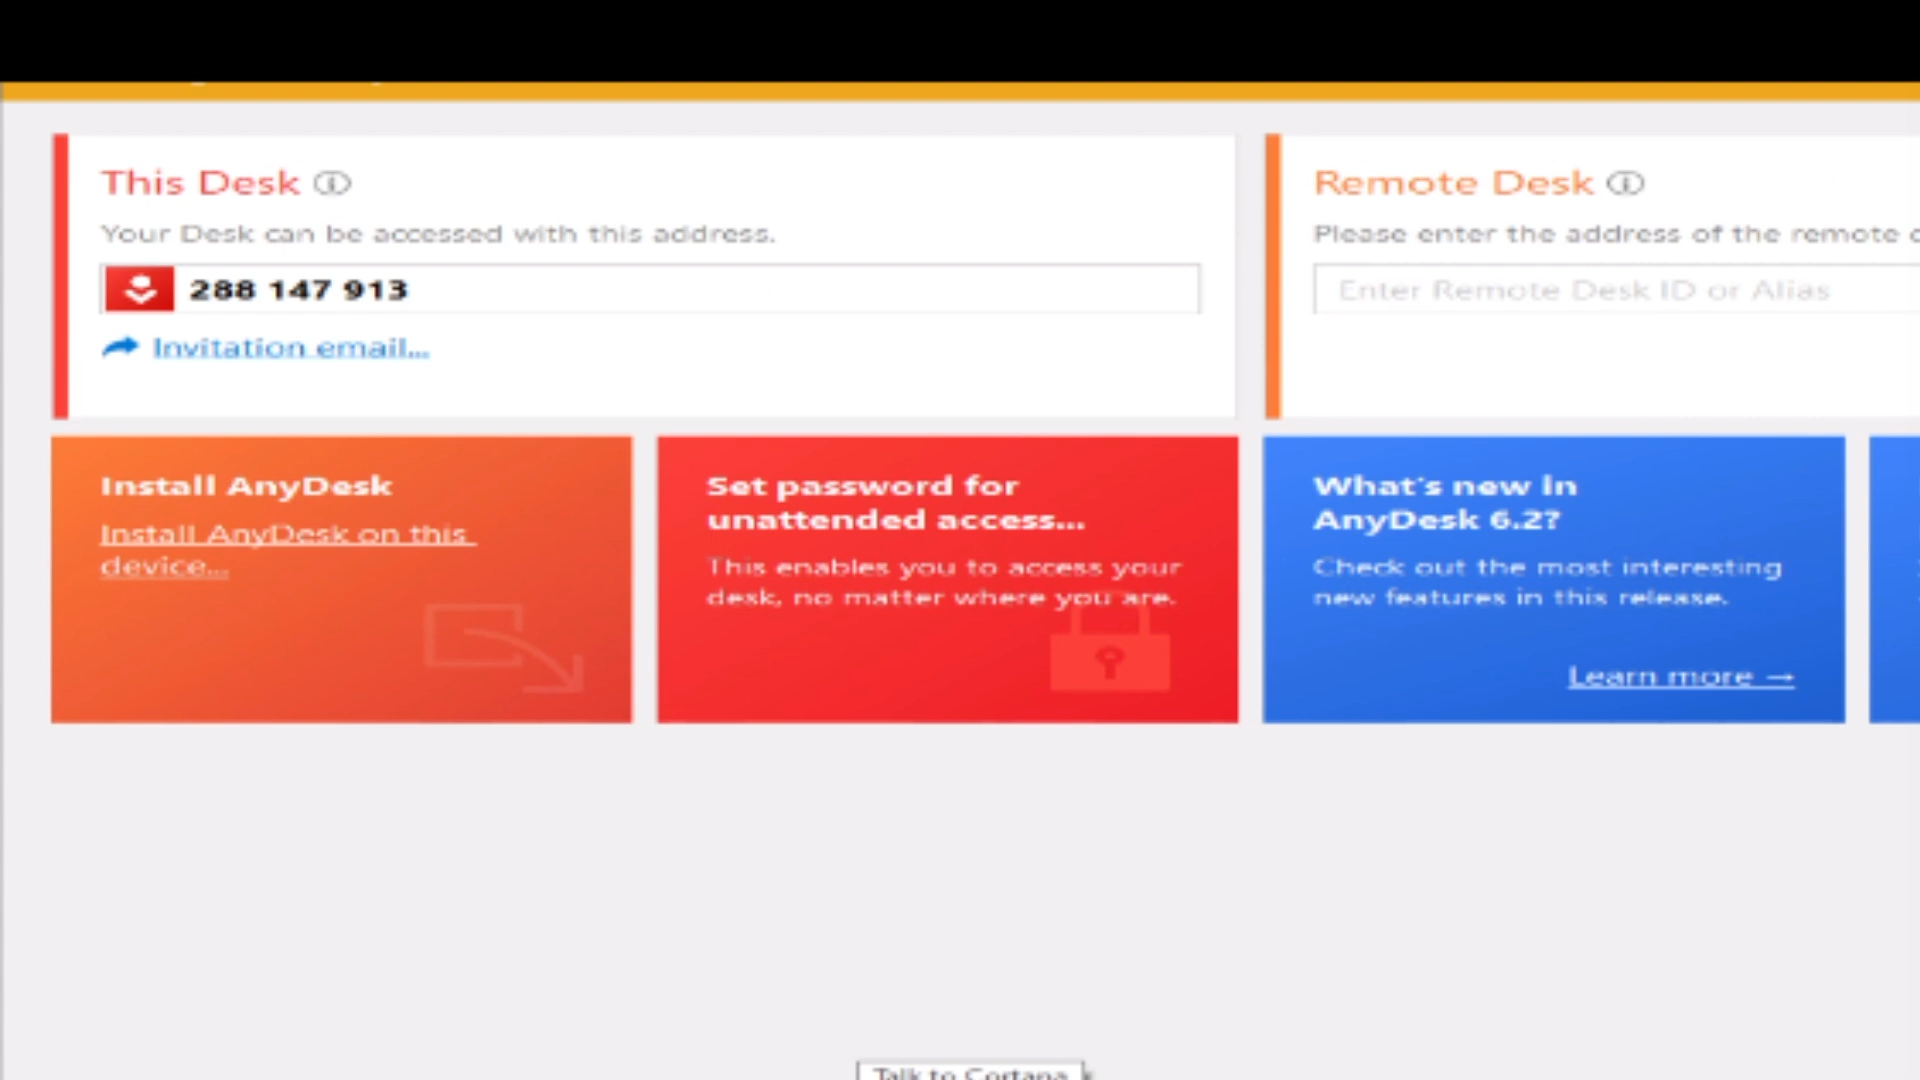 This Desk
Your Desk can be accessed with this address.
288 147 913
Invitation email...
Remote Desk
Please enter the address of the remote
Enter Remote Desk ID or Alias
Install AnyDesk
Install AnyDesk on this
device...
Set password for
unattended access...
This enables you to access your
desk, no matter where you are.
What's new in
AnyDesk 6.2?
Check out the most interesting
new features in this release.
Learn more →
Talk to Cortana